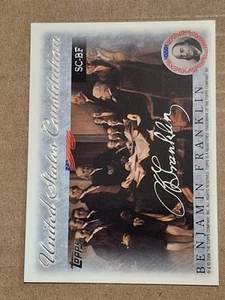 United States Constitution
SC-BF
Topps
B Franklin
BENJAMIN FRANKLIN